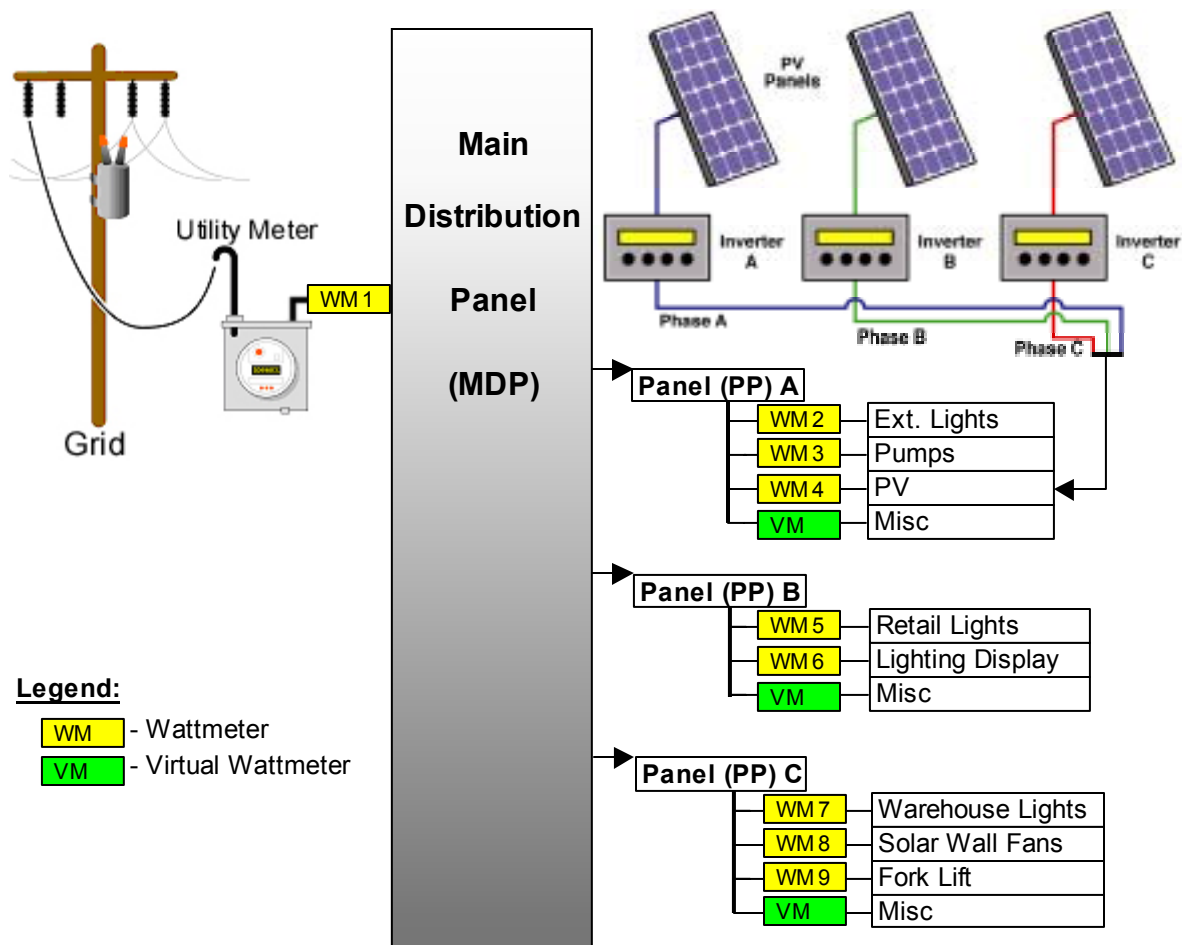 Grid
Utility Meter
WM 1
Main
Distribution
Panel
(MDP)
PV
Panels
Inverter
A
Inverter
B
Inverter
C
Phase A
Phase B
Phase C
Panel (PP) A
WM 2 Ext. Lights
WM 3 Pumps
WM 4 PV
VM Misc
Panel (PP) B
WM 5 Retail Lights
WM 6 Lighting Display
VM Misc
Panel (PP) C
WM 7 Warehouse Lights
WM 8 Solar Wall Fans
WM 9 Fork Lift
VM Misc
Legend:
WM - Wattmeter
VM - Virtual Wattmeter